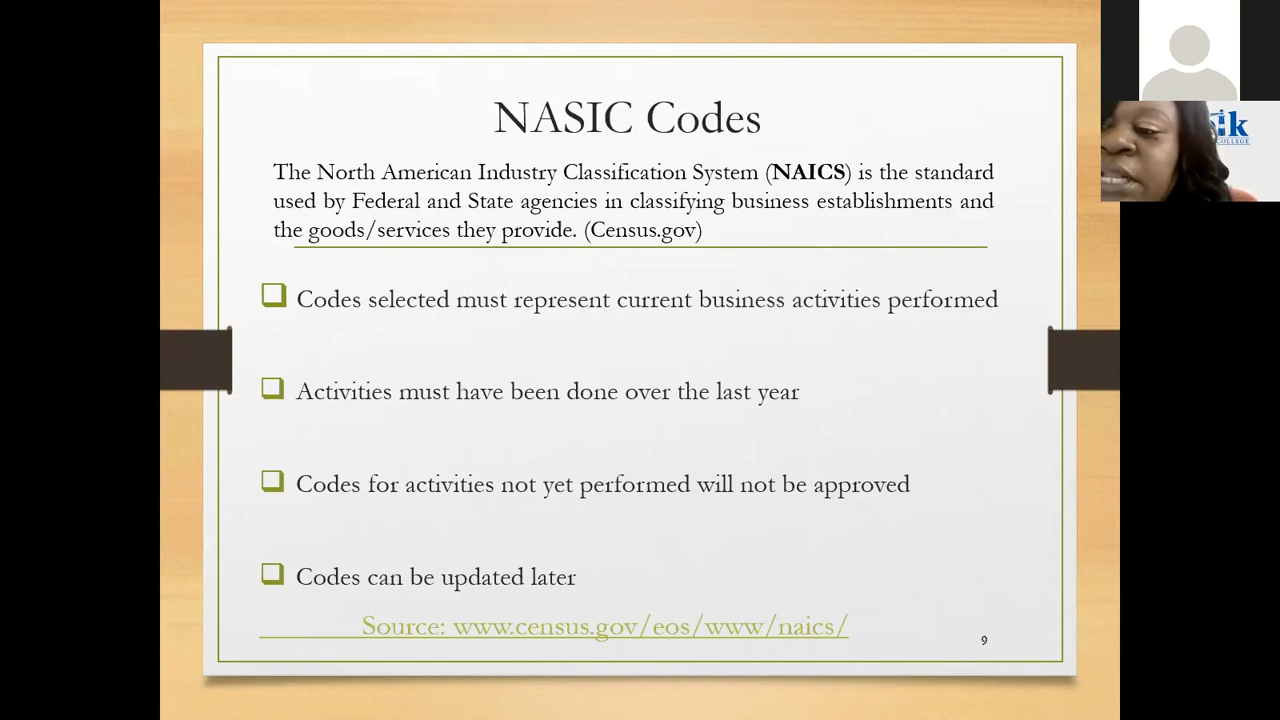 NASIC Codes
The North American Industry Classification System (NAICS) is the standard
used by Federal and State agencies in classifying business establishments and
the goods/services they provide. (Census.gov)
Codes selected must represent current business activities performed
Activities must have been done over the last year
Codes for activities not yet performed will not be approved
Codes can be updated later
Source: www.census.gov/eos/www/naics/
9
COLLEGE